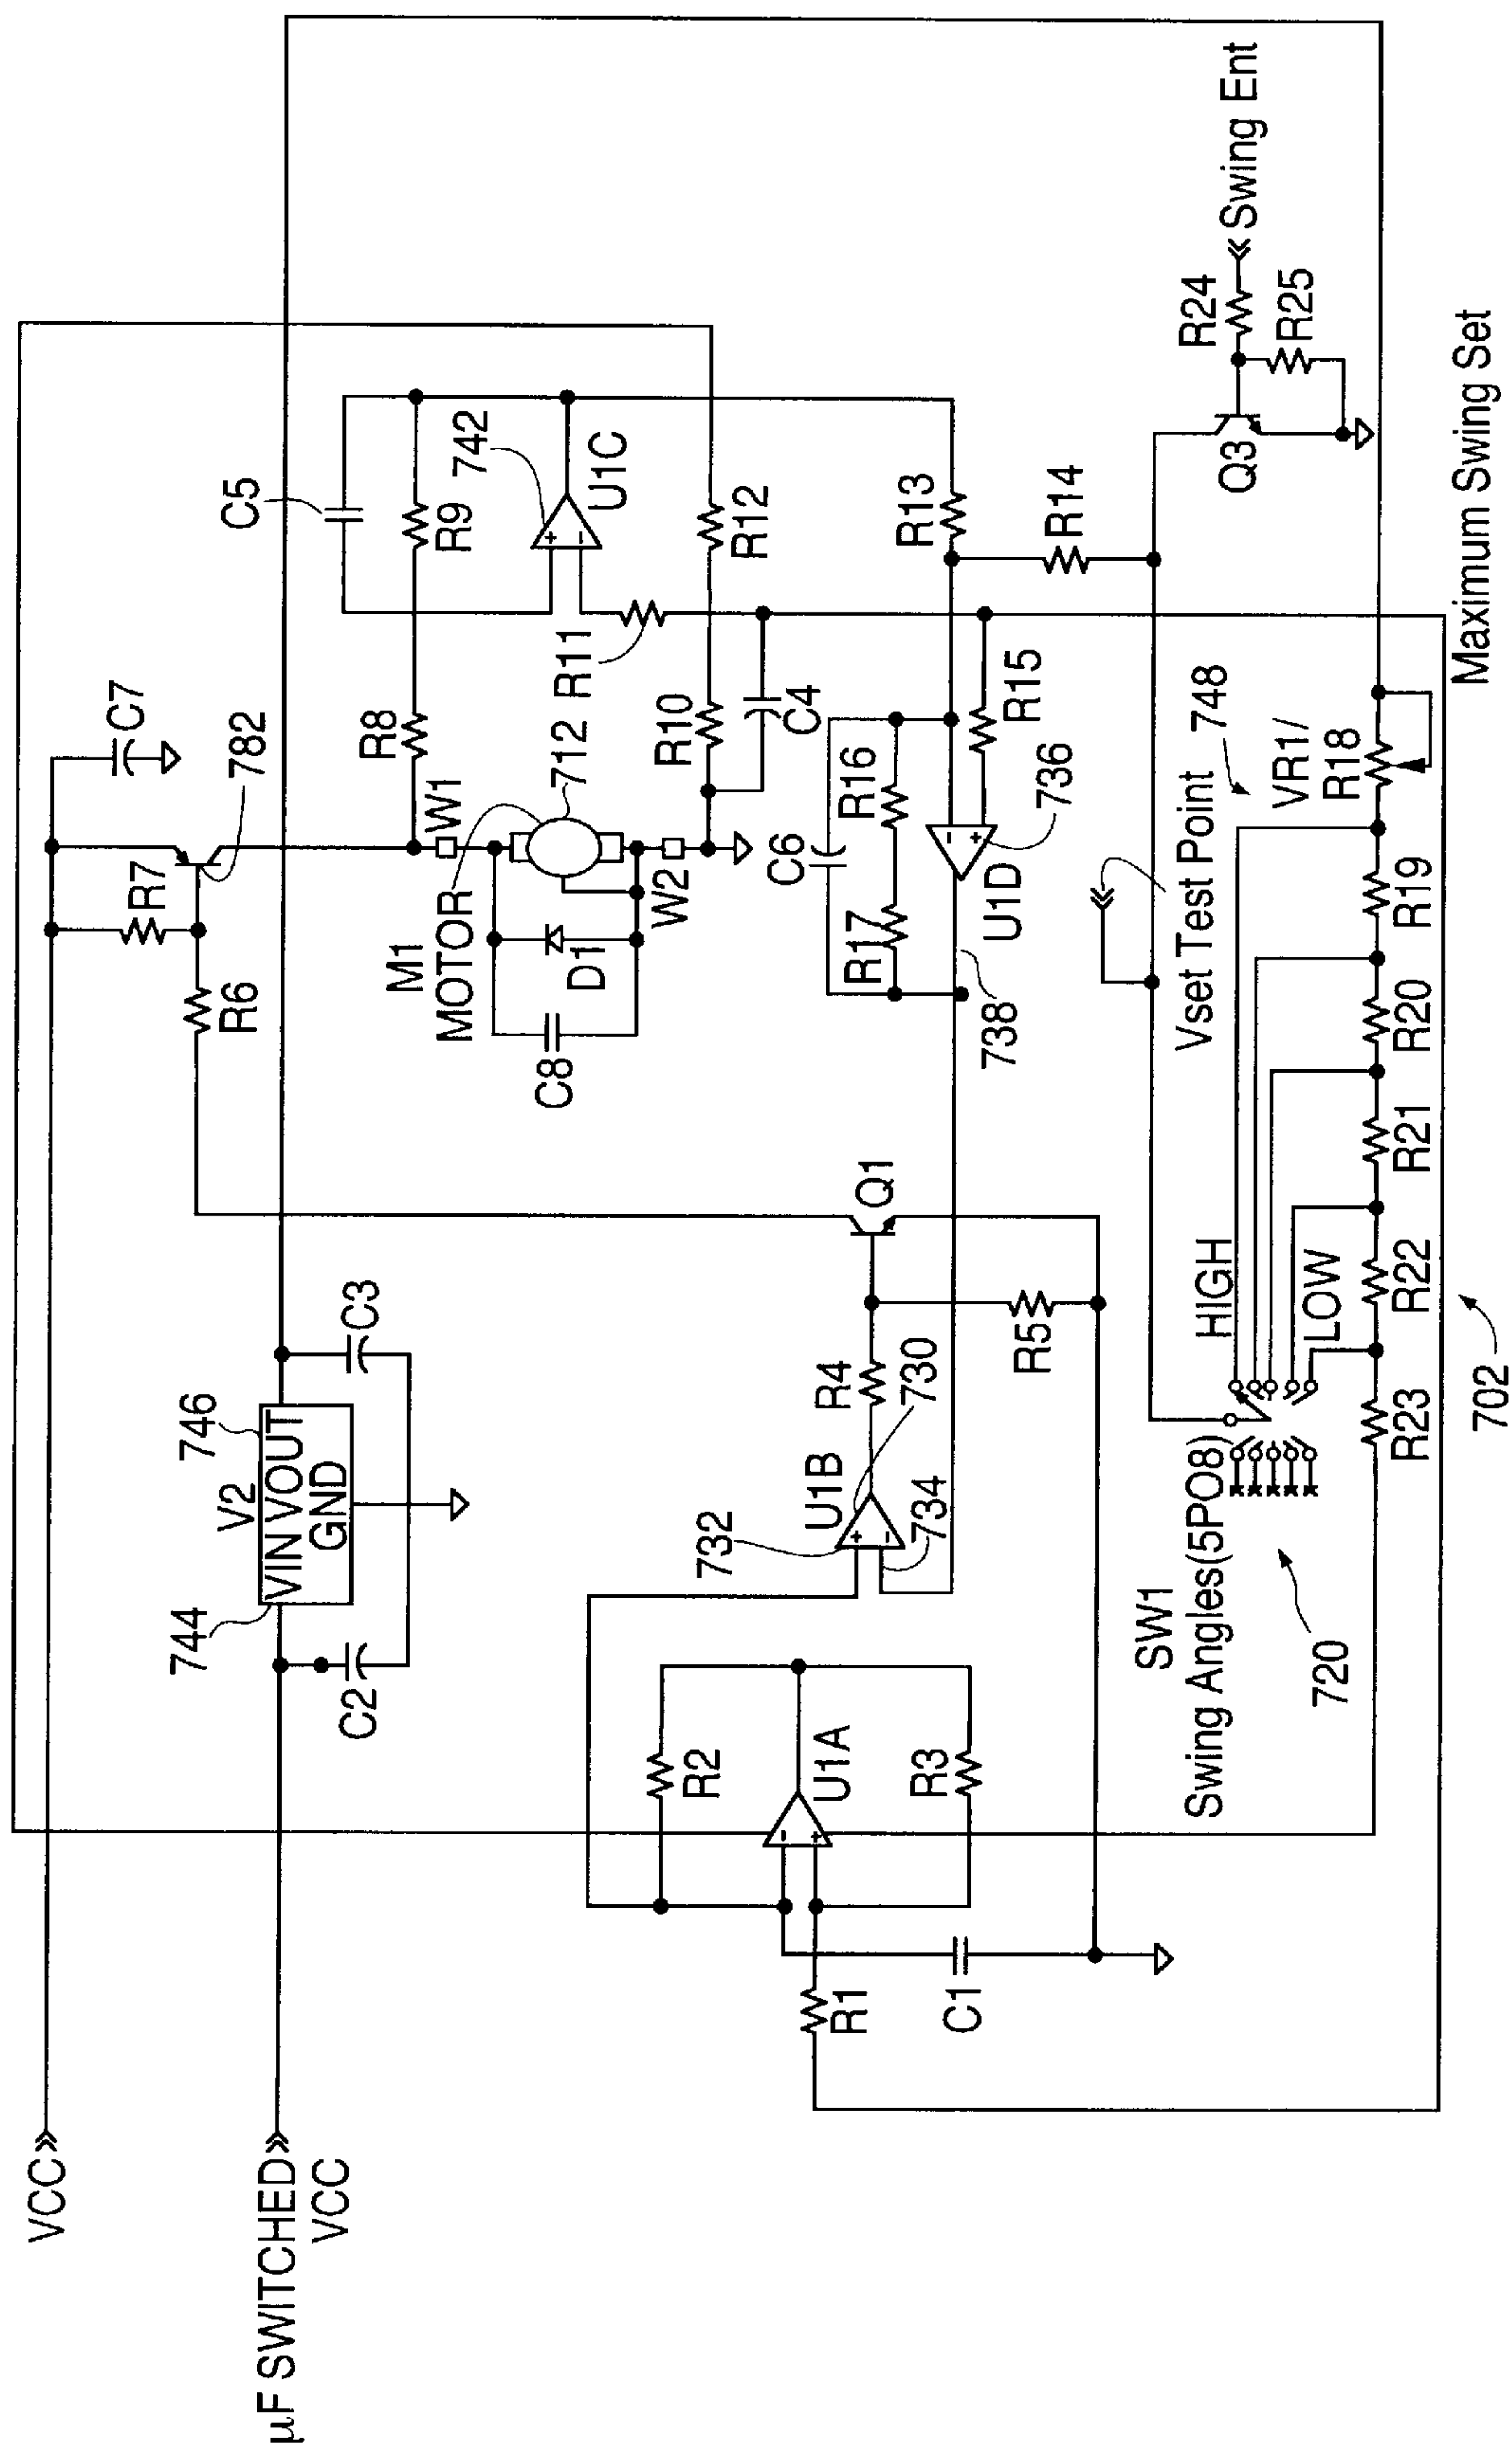 VCC
µF SWITCHED
VCC
744
V2
746
VIN VOUT
GND
C2
C3
R6
R7
782
C7
M1
MOTOR
712
W1
W2
C8
D1
R8
R9
C5
742
U1C
R11
R10
R12
C4
R1
R2
U1A
R3
C1
732
U1B
730
734
R4
Q1
R5
738
C6
R17
R16
U1D
736
R15
R13
R14
Q3
R24
R25
Swing Ent
SW1
Swing Angles(5PO8)
720
HIGH
LOW
Vset Test Point
748
VR1/
R18
R23
R22
R21
R20
R19
Maximum Swing Set
702